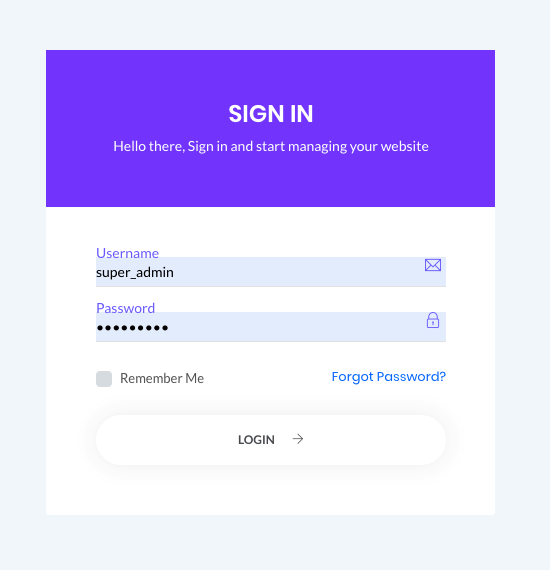 SIGN IN
Hello there, Sign in and start managing your website
Username
super_admin
Password
•••••••••
Remember Me
Forgot Password?
LOGIN →